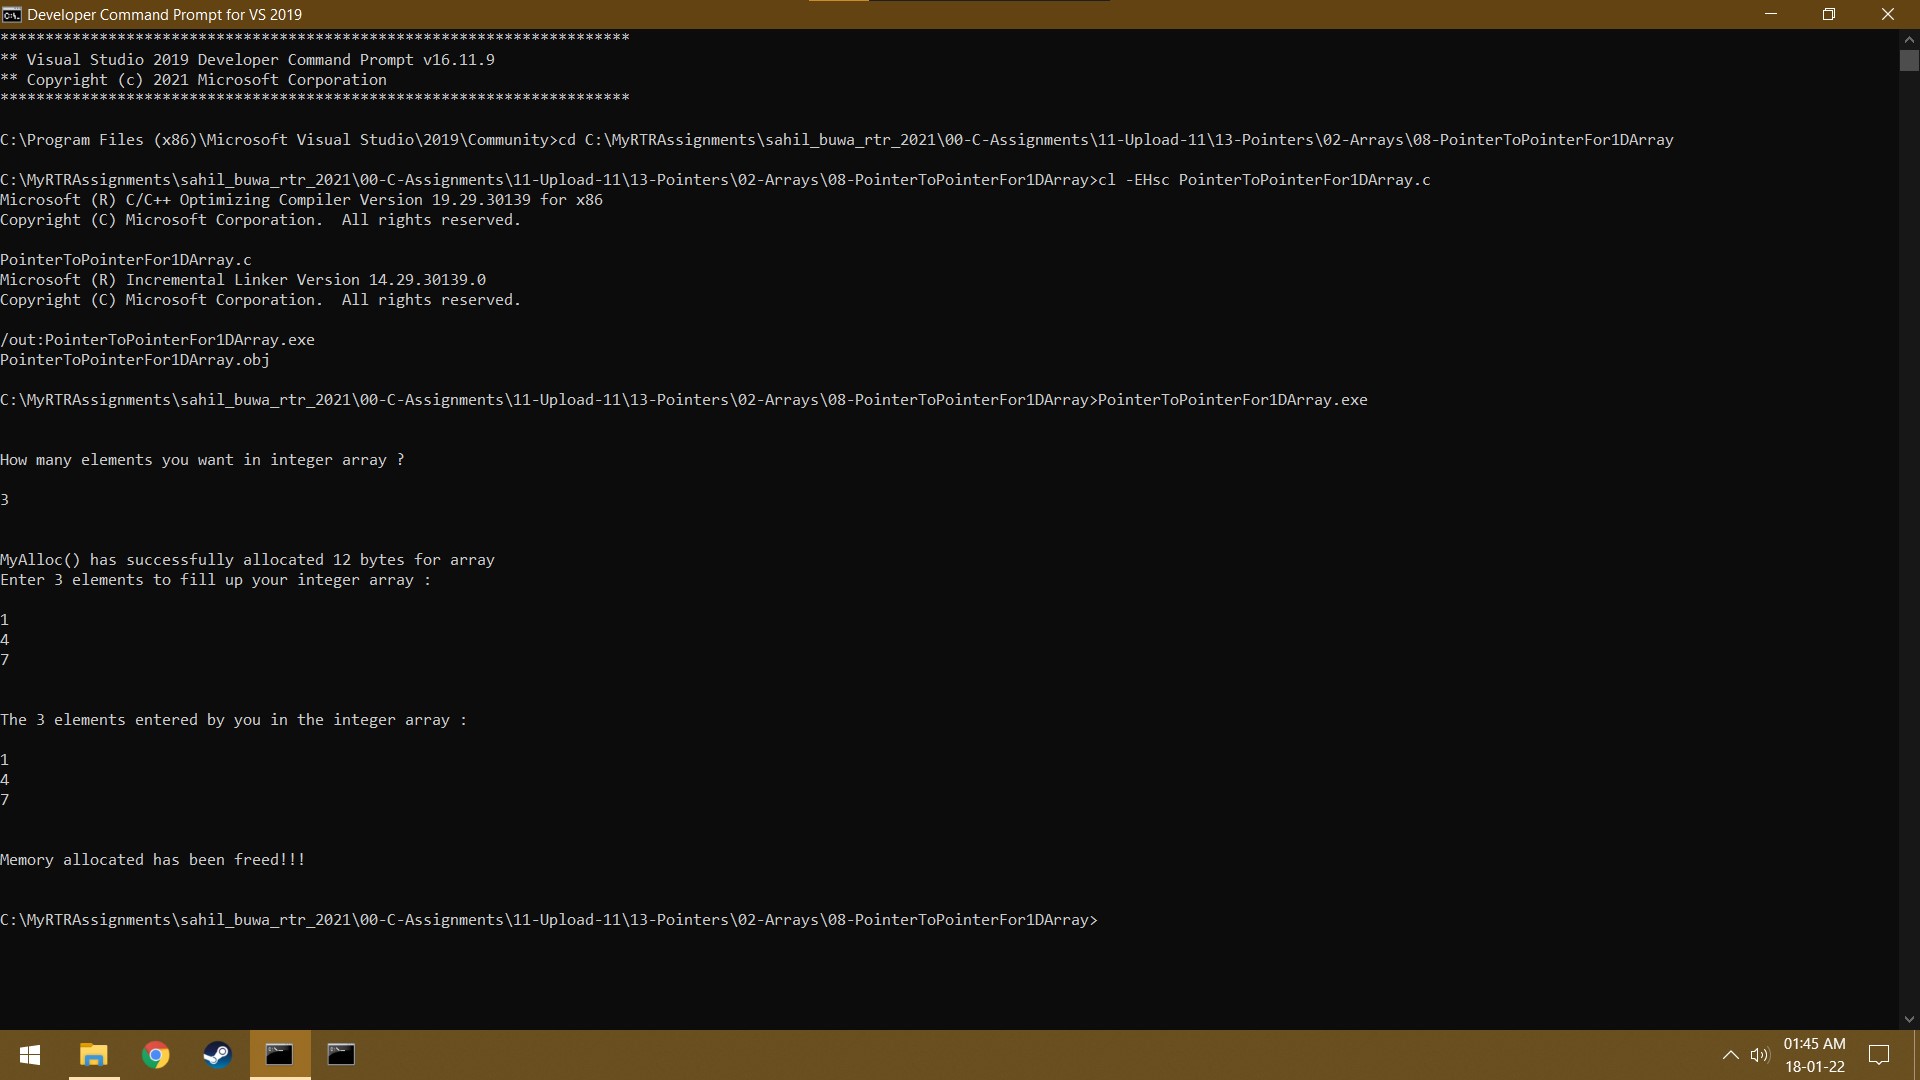 Developer Command Prompt for VS 2019
**********************************************************************
** Visual Studio 2019 Developer Command Prompt v16.11.9
** Copyright (c) 2021 Microsoft Corporation
**********************************************************************
C:\Program Files (x86)\Microsoft Visual Studio\2019\Community>cd C:\MyRTRAssignments\sahil_buwa_rtr_2021\00-C-Assignments\11-Upload-11\13-Pointers\02-Arrays\08-PointerToPointerFor1DArray
C:\MyRTRAssignments\sahil_buwa_rtr_2021\00-C-Assignments\11-Upload-11\13-Pointers\02-Arrays\08-PointerToPointerFor1DArray>cl -EHsc PointerToPointerFor1DArray.c
Microsoft (R) C/C++ Optimizing Compiler Version 19.29.30139 for x86
Copyright (C) Microsoft Corporation.  All rights reserved.
PointerToPointerFor1DArray.c
Microsoft (R) Incremental Linker Version 14.29.30139.0
Copyright (C) Microsoft Corporation.  All rights reserved.
/out:PointerToPointerFor1DArray.exe
PointerToPointerFor1DArray.obj
C:\MyRTRAssignments\sahil_buwa_rtr_2021\00-C-Assignments\11-Upload-11\13-Pointers\02-Arrays\08-PointerToPointerFor1DArray>PointerToPointerFor1DArray.exe
How many elements you want in integer array ?
3
MyAlloc() has successfully allocated 12 bytes for array
Enter 3 elements to fill up your integer array :
1
4
7
The 3 elements entered by you in the integer array :
1
4
7
Memory allocated has been freed!!!
C:\MyRTRAssignments\sahil_buwa_rtr_2021\00-C-Assignments\11-Upload-11\13-Pointers\02-Arrays\08-PointerToPointerFor1DArray>
01:45 AM
18-01-22